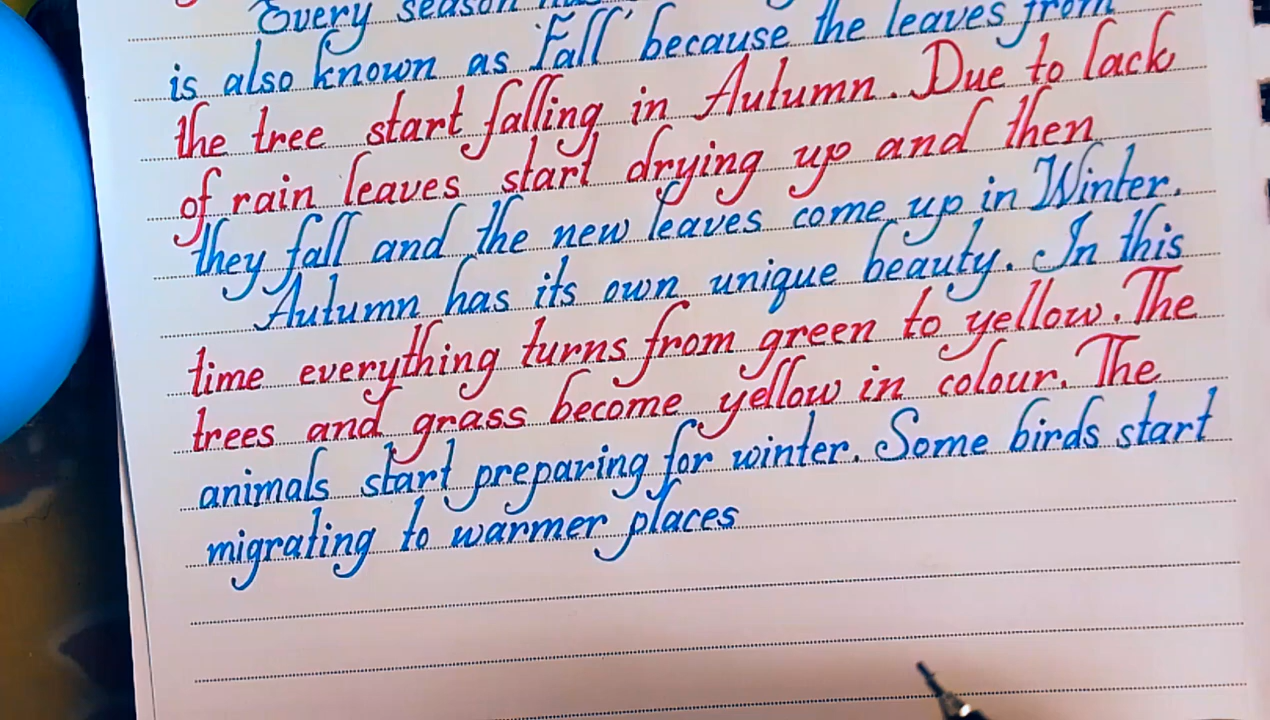 Every season
is also known as 'Fall' because the leaves from
the tree start falling in Autumn. Due to lack
of rain leaves start drying up and then
they fall and the new leaves come up in Winter.
Autumn has its own unique beauty. In this
time everything turns from green to yellow. The
trees and grass become yellow in colour. The
animals start preparing for winter. Some birds start
migrating to warmer places